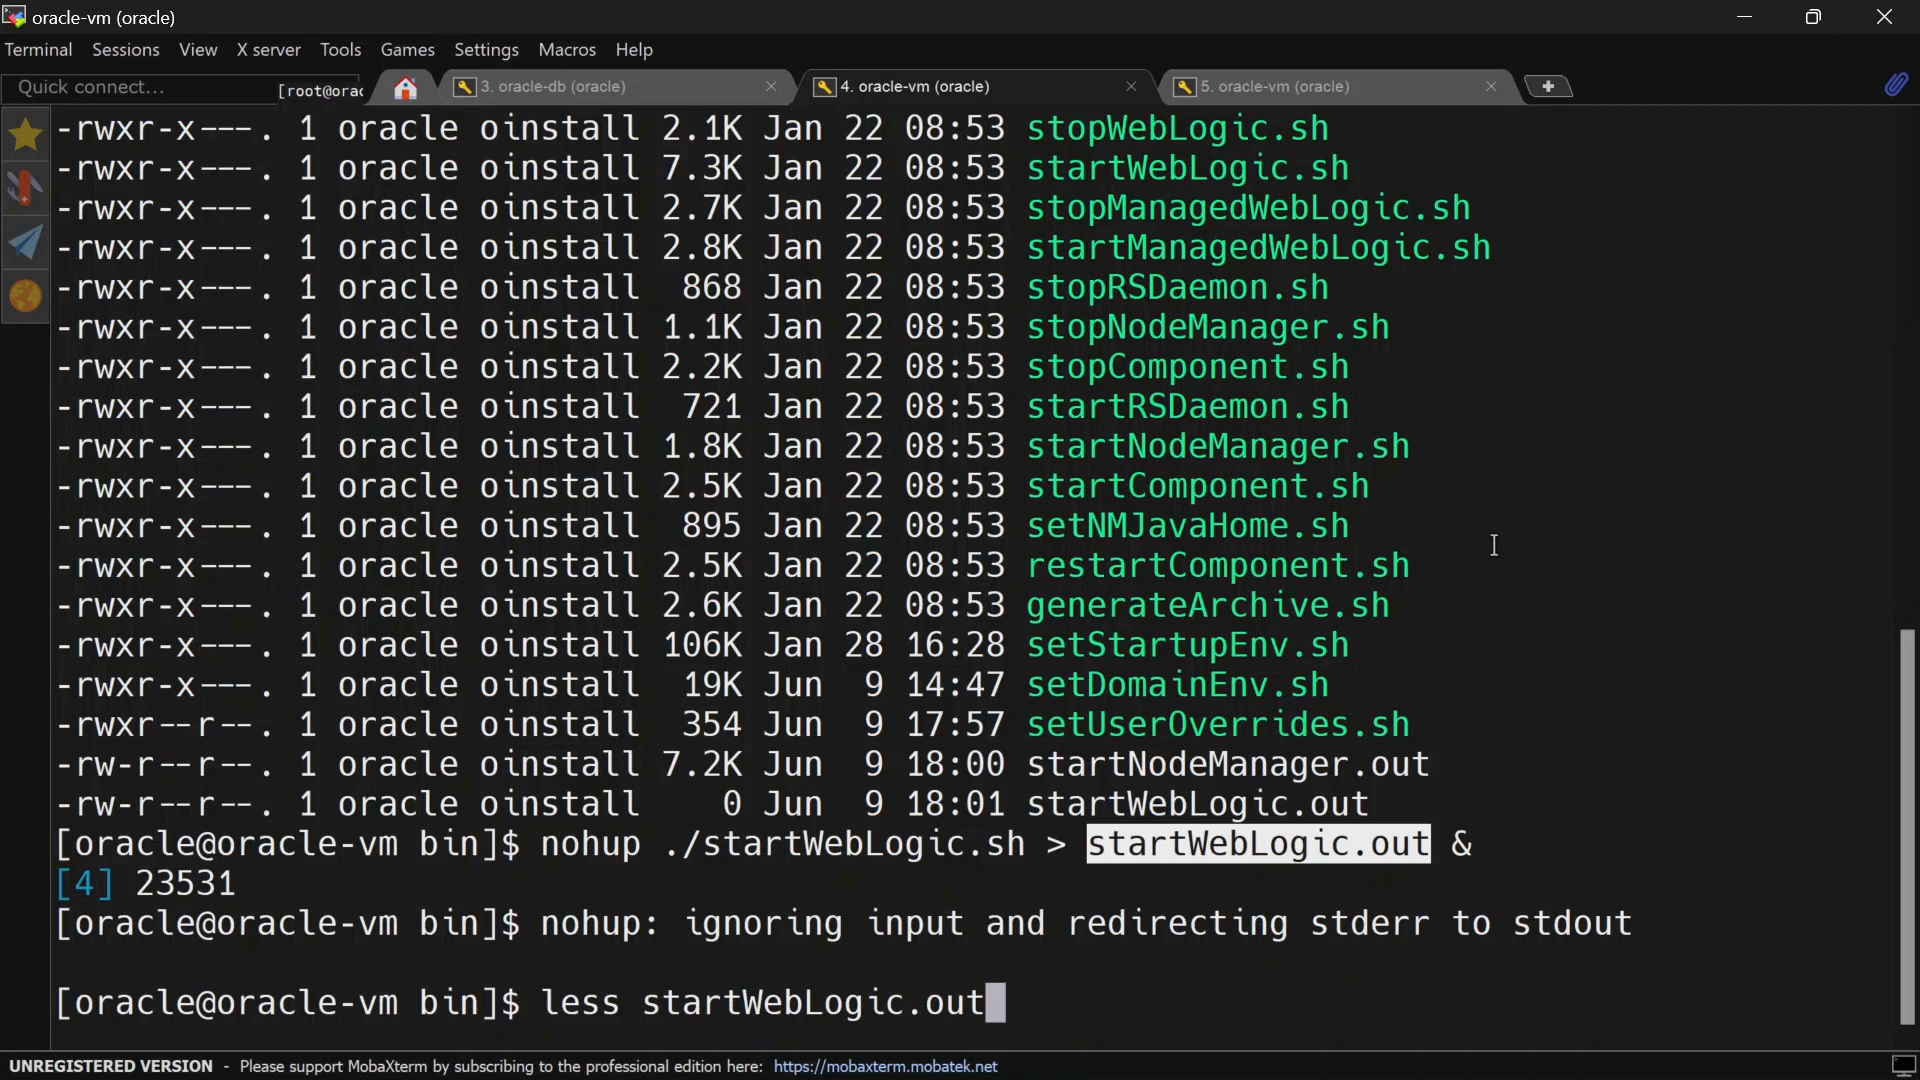 oracle-vm (oracle)
Terminal Sessions View X server Tools Games Settings Macros Help
Quick connect... [root@orac 3. oracle-db (oracle) 4. oracle-vm (oracle) 5. oracle-vm (oracle)
-rwxr-x---. 1 oracle oinstall 2.1K Jan 22 08:53 stopWebLogic.sh
-rwxr-x---. 1 oracle oinstall 7.3K Jan 22 08:53 startWebLogic.sh
-rwxr-x---. 1 oracle oinstall 2.7K Jan 22 08:53 stopManagedWebLogic.sh
-rwxr-x---. 1 oracle oinstall 2.8K Jan 22 08:53 startManagedWebLogic.sh
-rwxr-x---. 1 oracle oinstall 868 Jan 22 08:53 stopRSDaemon.sh
-rwxr-x---. 1 oracle oinstall 1.1K Jan 22 08:53 stopNodeManager.sh
-rwxr-x---. 1 oracle oinstall 2.2K Jan 22 08:53 stopComponent.sh
-rwxr-x---. 1 oracle oinstall 721 Jan 22 08:53 startRSDaemon.sh
-rwxr-x---. 1 oracle oinstall 1.8K Jan 22 08:53 startNodeManager.sh
-rwxr-x---. 1 oracle oinstall 2.5K Jan 22 08:53 startComponent.sh
-rwxr-x---. 1 oracle oinstall 895 Jan 22 08:53 setNMJavaHome.sh
-rwxr-x---. 1 oracle oinstall 2.5K Jan 22 08:53 restartComponent.sh
-rwxr-x---. 1 oracle oinstall 2.6K Jan 22 08:53 generateArchive.sh
-rwxr-x---. 1 oracle oinstall 106K Jan 28 16:28 setStartupEnv.sh
-rwxr-x---. 1 oracle oinstall 19K Jun 9 14:47 setDomainEnv.sh
-rwxr--r--. 1 oracle oinstall 354 Jun 9 17:57 setUserOverrides.sh
-rw-r--r--. 1 oracle oinstall 7.2K Jun 9 18:00 startNodeManager.out
-rw-r--r--. 1 oracle oinstall 0 Jun 9 18:01 startWebLogic.out
[oracle@oracle-vm bin]$ nohup ./startWebLogic.sh > startWebLogic.out &
[4] 23531
[oracle@oracle-vm bin]$ nohup: ignoring input and redirecting stderr to stdout
[oracle@oracle-vm bin]$ less startWebLogic.out
UNREGISTERED VERSION - Please support MobaXterm by subscribing to the professional edition here: https://mobaxterm.mobatek.net